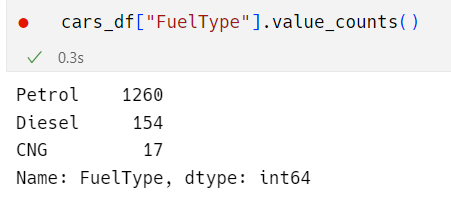 cars_df["FuelType"].value_counts()
0.3s
Petrol    1260
Diesel     154
CNG         17
Name: FuelType, dtype: int64